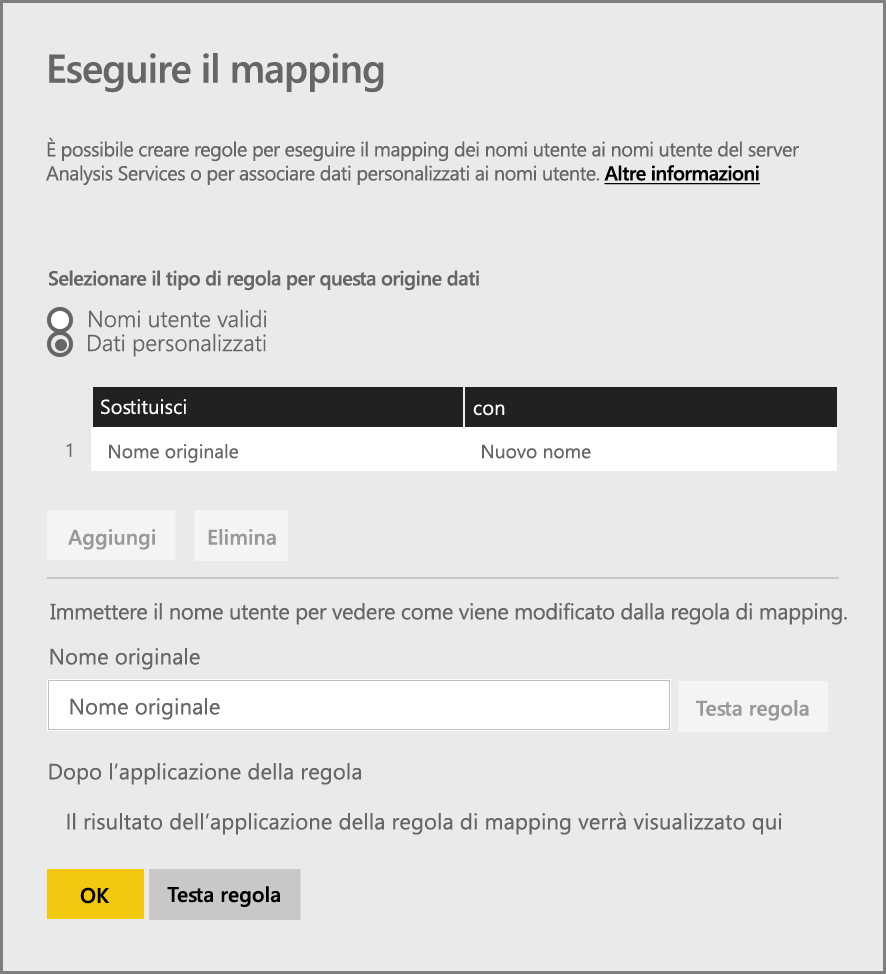 Eseguire il mapping
È possibile creare regole per eseguire il mapping dei nomi utente ai nomi utente del server
Analysis Services o per associare dati personalizzati ai nomi utente. Altre informazioni
Selezionare il tipo di regola per questa origine dati
Nomi utente validi
Dati personalizzati
Sostituisci con
1 Nome originale Nuovo nome
Aggiungi Elimina
Immettere il nome utente per vedere come viene modificato dalla regola di mapping.
Nome originale
Nome originale Testa regola
Dopo l’applicazione della regola
Il risultato dell’applicazione della regola di mapping verrà visualizzato qui
OK Testa regola